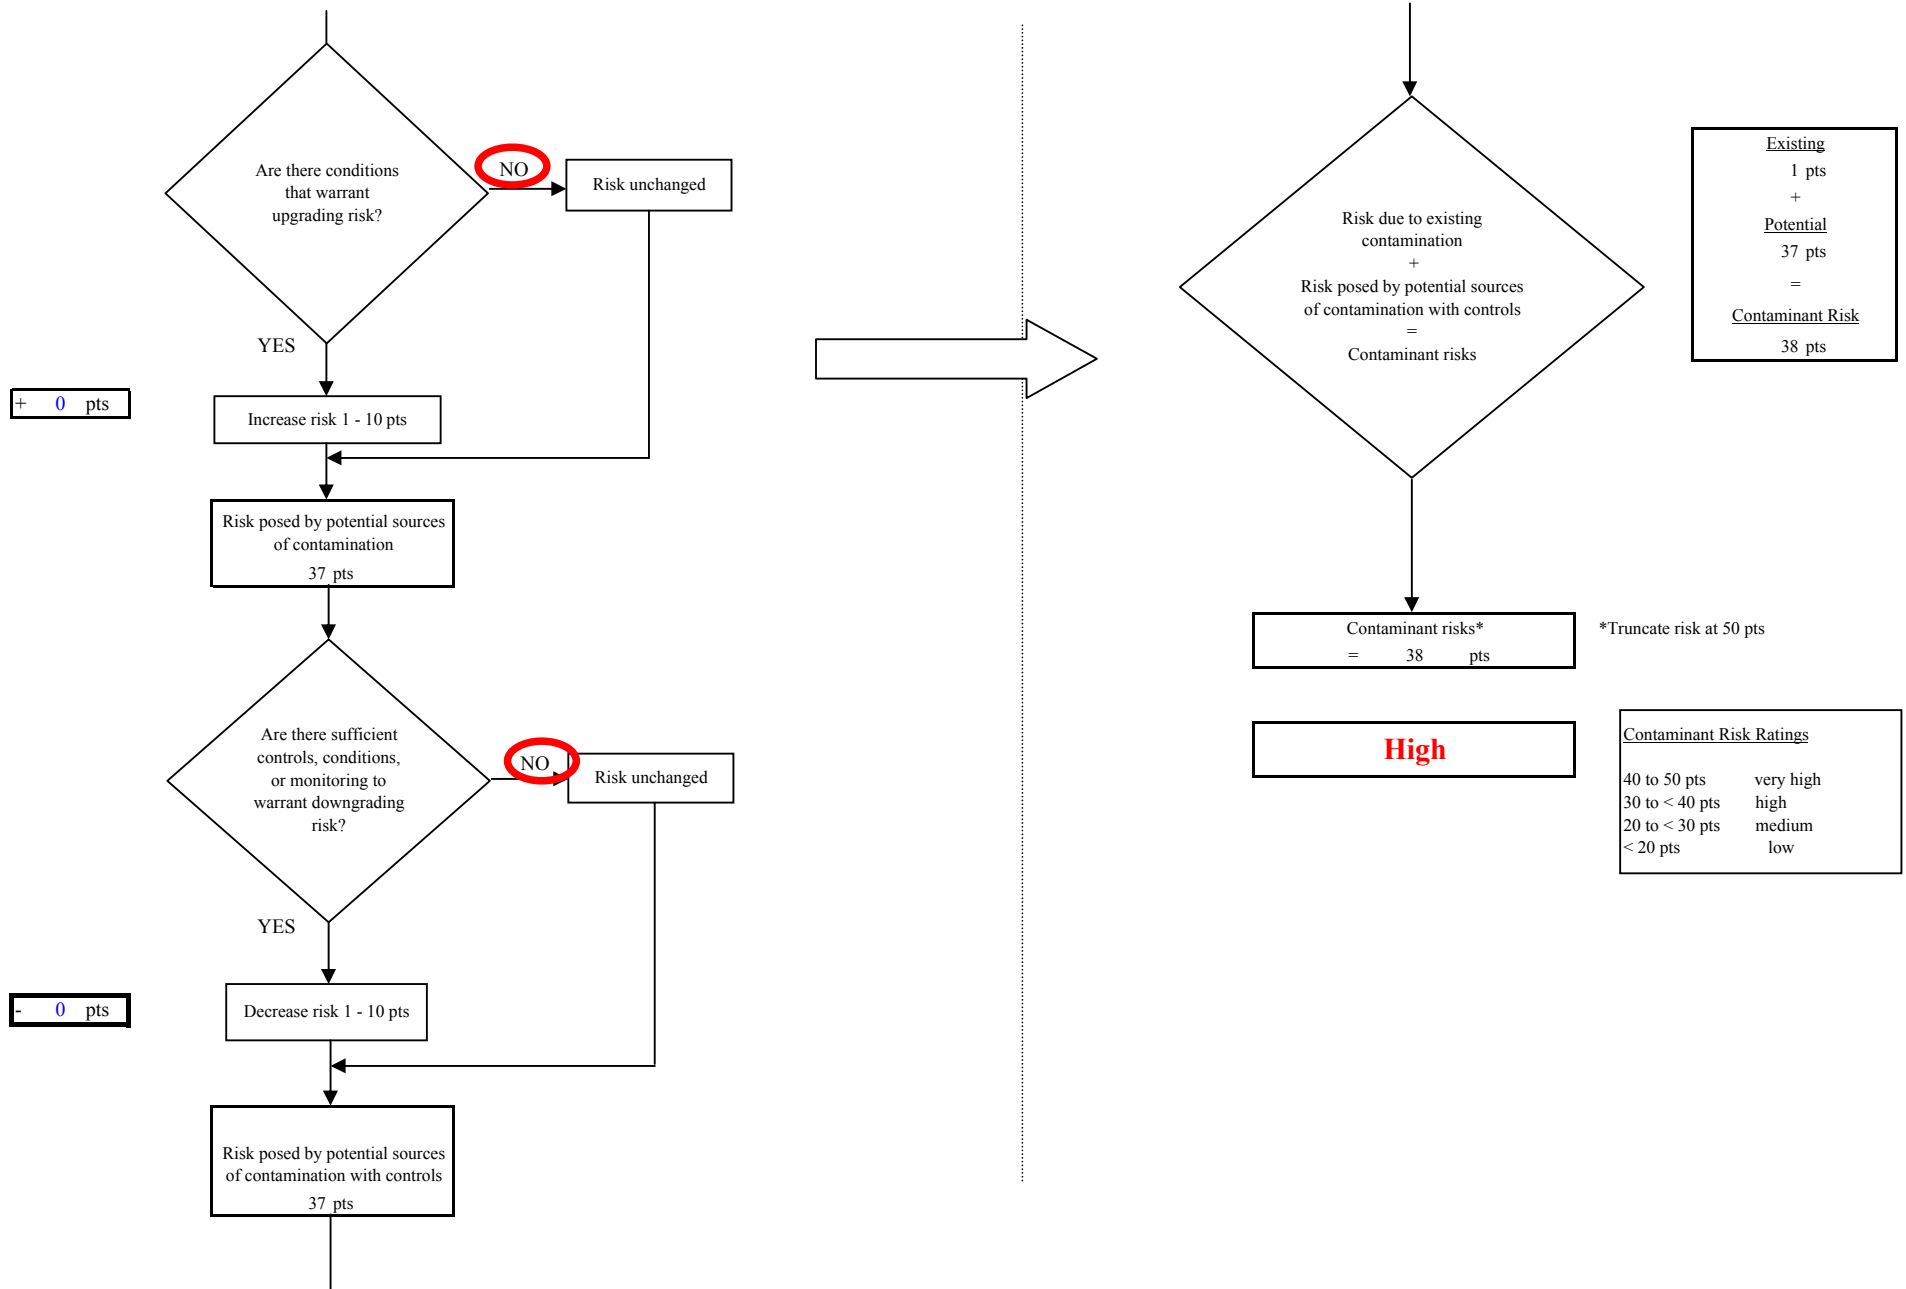 Are there conditions
that warrant
upgrading risk?
NO
Risk unchanged
YES
+ 0 pts
Increase risk 1 - 10 pts
Risk posed by potential sources
of contamination
37 pts
Are there sufficient
controls, conditions,
or monitoring to
warrant downgrading
risk?
NO
Risk unchanged
YES
- 0 pts
Decrease risk 1 - 10 pts
Risk posed by potential sources
of contamination with controls
37 pts
Risk due to existing
contamination
+
Risk posed by potential sources
of contamination with controls
=
Contaminant risks
Existing
1 pts
+
Potential
37 pts
=
Contaminant Risk
38 pts
Contaminant risks*
= 38 pts
*Truncate risk at 50 pts
High
Contaminant Risk Ratings
40 to 50 pts very high
30 to < 40 pts high
20 to < 30 pts medium
< 20 pts low